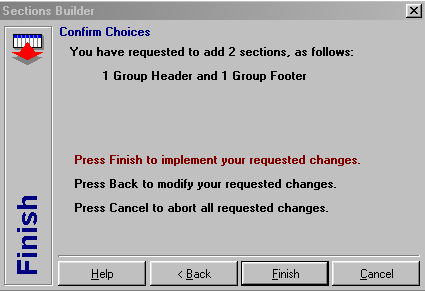 Sections Builder
Confirm Choices
You have requested to add 2 sections, as follows:
1 Group Header and 1 Group Footer
Press Finish to implement your requested changes.
Press Back to modify your requested changes.
Press Cancel to abort all requested changes.
Finish
Help
< Back
Finish
Cancel